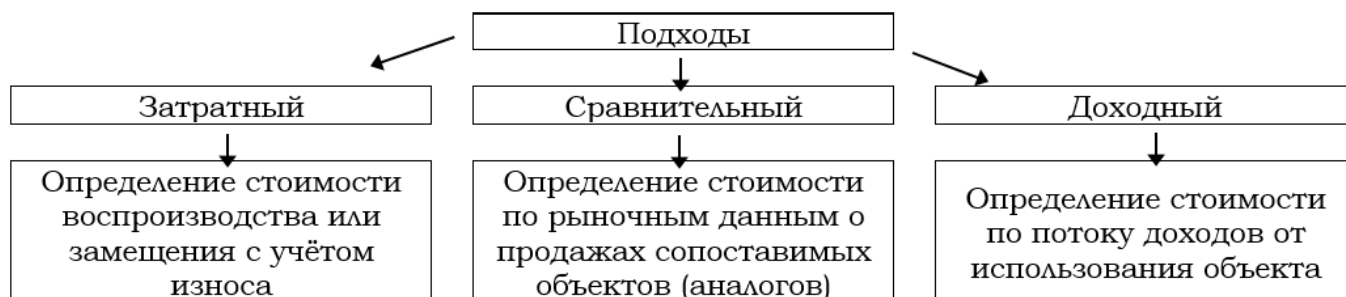 Подходы
Затратный
Сравнительный
Доходный
Определение стоимости
воспроизводства или
замещения с учётом
износа
Определение стоимости
по рыночным данным о
продажах сопоставимых
объектов (аналогов)
Определение стоимости
по потоку доходов от
использования объекта